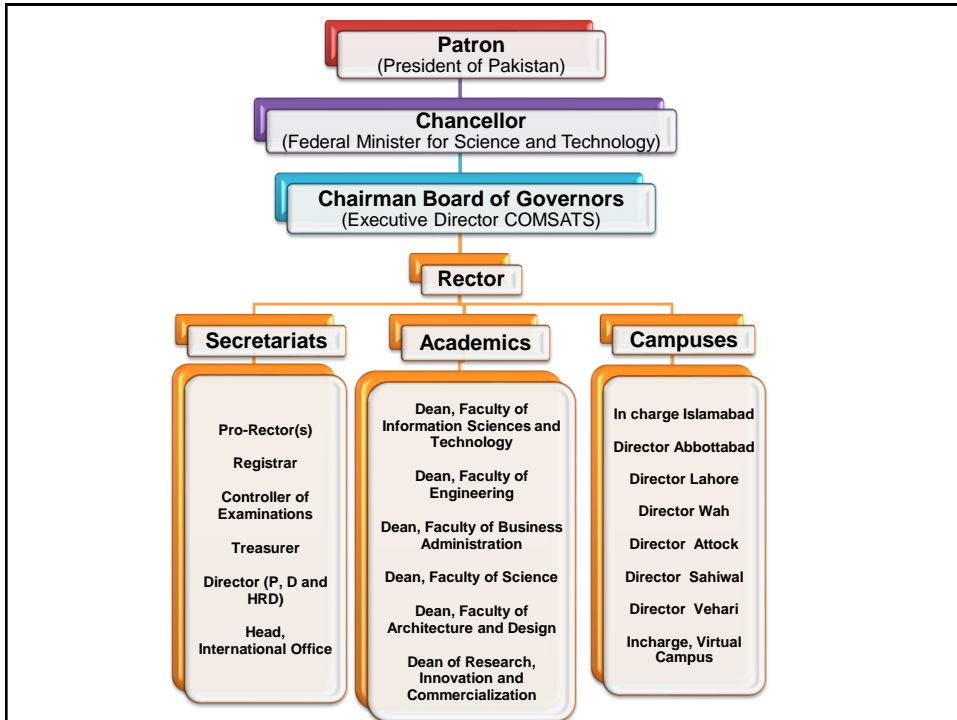 Patron
(President of Pakistan)
Chancellor
(Federal Minister for Science and Technology)
Chairman Board of Governors
(Executive Director COMSATS)
Rector
Secretariats
Pro-Rector(s)
Registrar
Controller of
Examinations
Treasurer
Director (P, D and
HRD)
Head,
International Office
Academics
Dean, Faculty of
Information Sciences and
Technology
Dean, Faculty of
Engineering
Dean, Faculty of Business
Administration
Dean, Faculty of Science
Dean, Faculty of
Architecture and Design
Dean of Research,
Innovation and
Commercialization
Campuses
In charge Islamabad
Director Abbottabad
Director Lahore
Director Wah
Director Attock
Director Sahiwal
Director Vehari
Incharge, Virtual
Campus